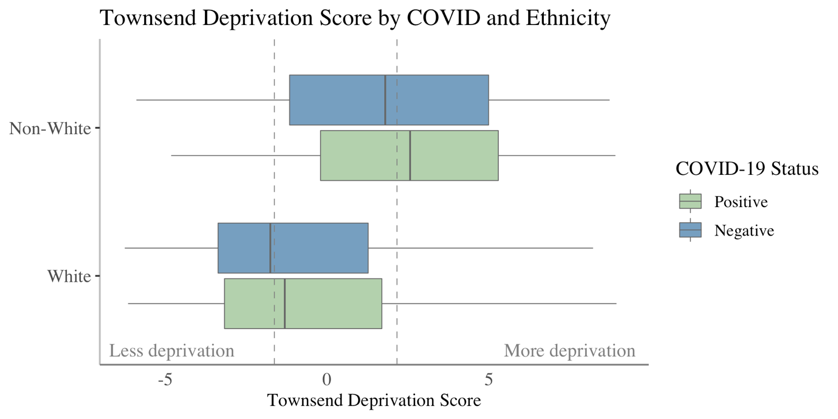 Townsend Deprivation Score by COVID and Ethnicity
Non-White
White
Less deprivation
More deprivation
-5
0
5
Townsend Deprivation Score
COVID-19 Status
Positive
Negative